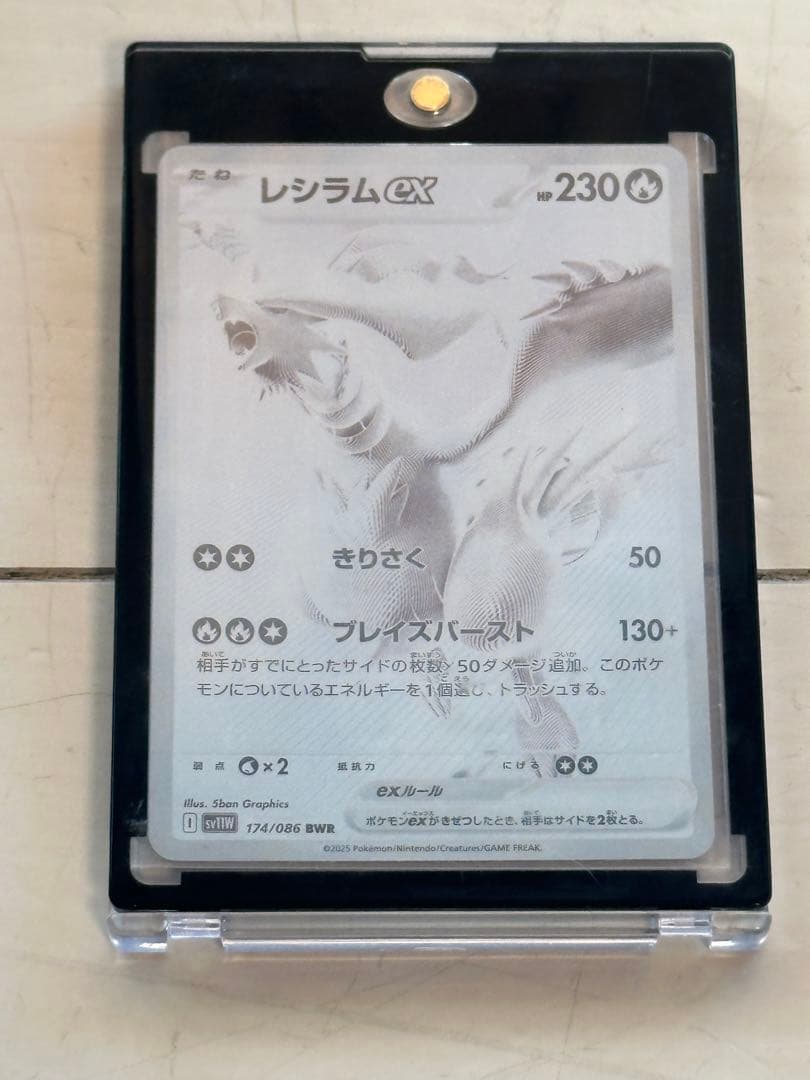 たね レシラムex HP230
きりさく 50
ブレイズバースト 130+
相手がすでにとったサイドの枚数×50ダメージ追加。このポケ
モンについているエネルギーを1個選び、トラッシュする。
弱点 ×2 抵抗力 にげる
exルール
ポケモンexがきぜつしたとき、相手はサイドを2枚とる。
Illus. 5ban Graphics
I sv11W 174/086 BWR
©2025 Pokémon/Nintendo/Creatures/GAME FREAK.